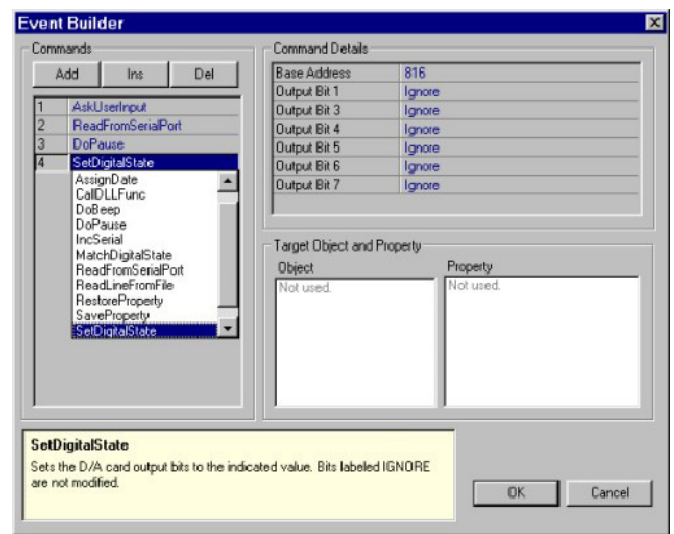 Event Builder
Commands
Add Ins Del
1 AskUserInput
2 ReadFromSerialPort
3 DoPause
4 SetDigitalState
AssignDate
CallDLLFunc
DoBeep
DoPause
IncSerial
MatchDigitalState
ReadFromSerialPort
ReadLineFromFile
RestoreProperty
SaveProperty
SetDigitalState
Command Details
Base Address 816
Output Bit 1 Ignore
Output Bit 3 Ignore
Output Bit 4 Ignore
Output Bit 5 Ignore
Output Bit 6 Ignore
Output Bit 7 Ignore
Target Object and Property
Object Property
Not used. Not used.
SetDigitalState
Sets the D/A card output bits to the indicated value. Bits labeled IGNORE
are not modified.
OK Cancel